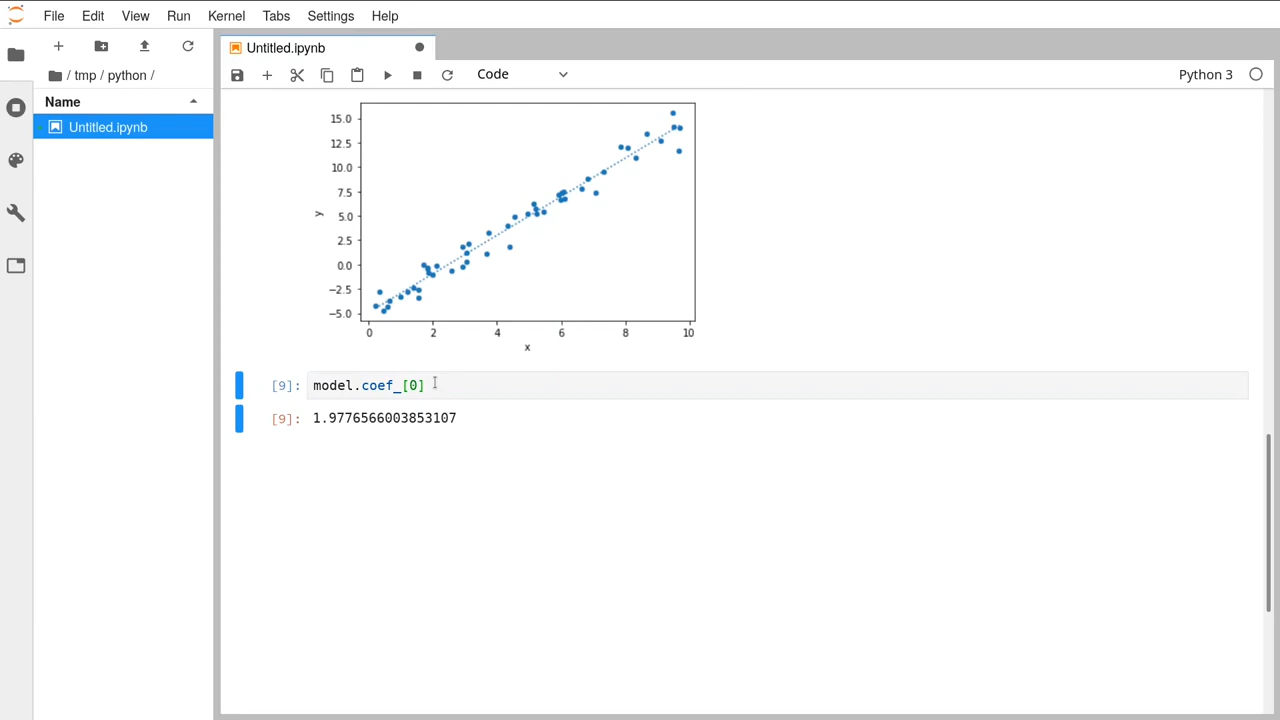 File Edit View Run Kernel Tabs Settings Help
Untitled.ipynb
/ tmp / python /
Code
Python 3
Name
Untitled.ipynb
15.0
12.5
10.0
7.5
5.0
2.5
0.0
−2.5
−5.0
y
0 2 4 6 8 10
x
[9]: model.coef_[0]
[9]: 1.9776566003853107